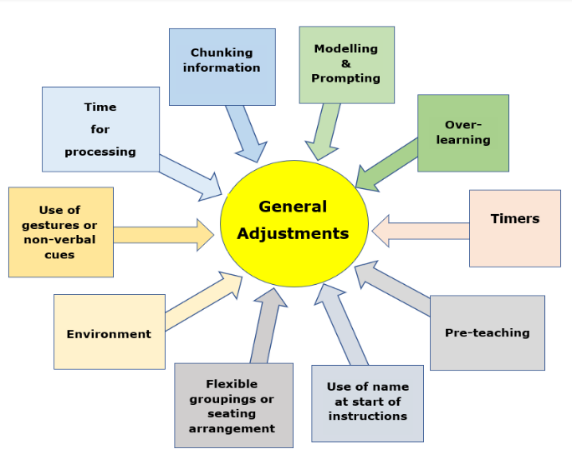 Chunking
information
Modelling
&
Prompting
Time
for
processing
Over-
learning
Use of
gestures or
non-verbal
cues
General
Adjustments
Timers
Environment
Pre-teaching
Flexible
groupings or
seating
arrangement
Use of name
at start of
instructions